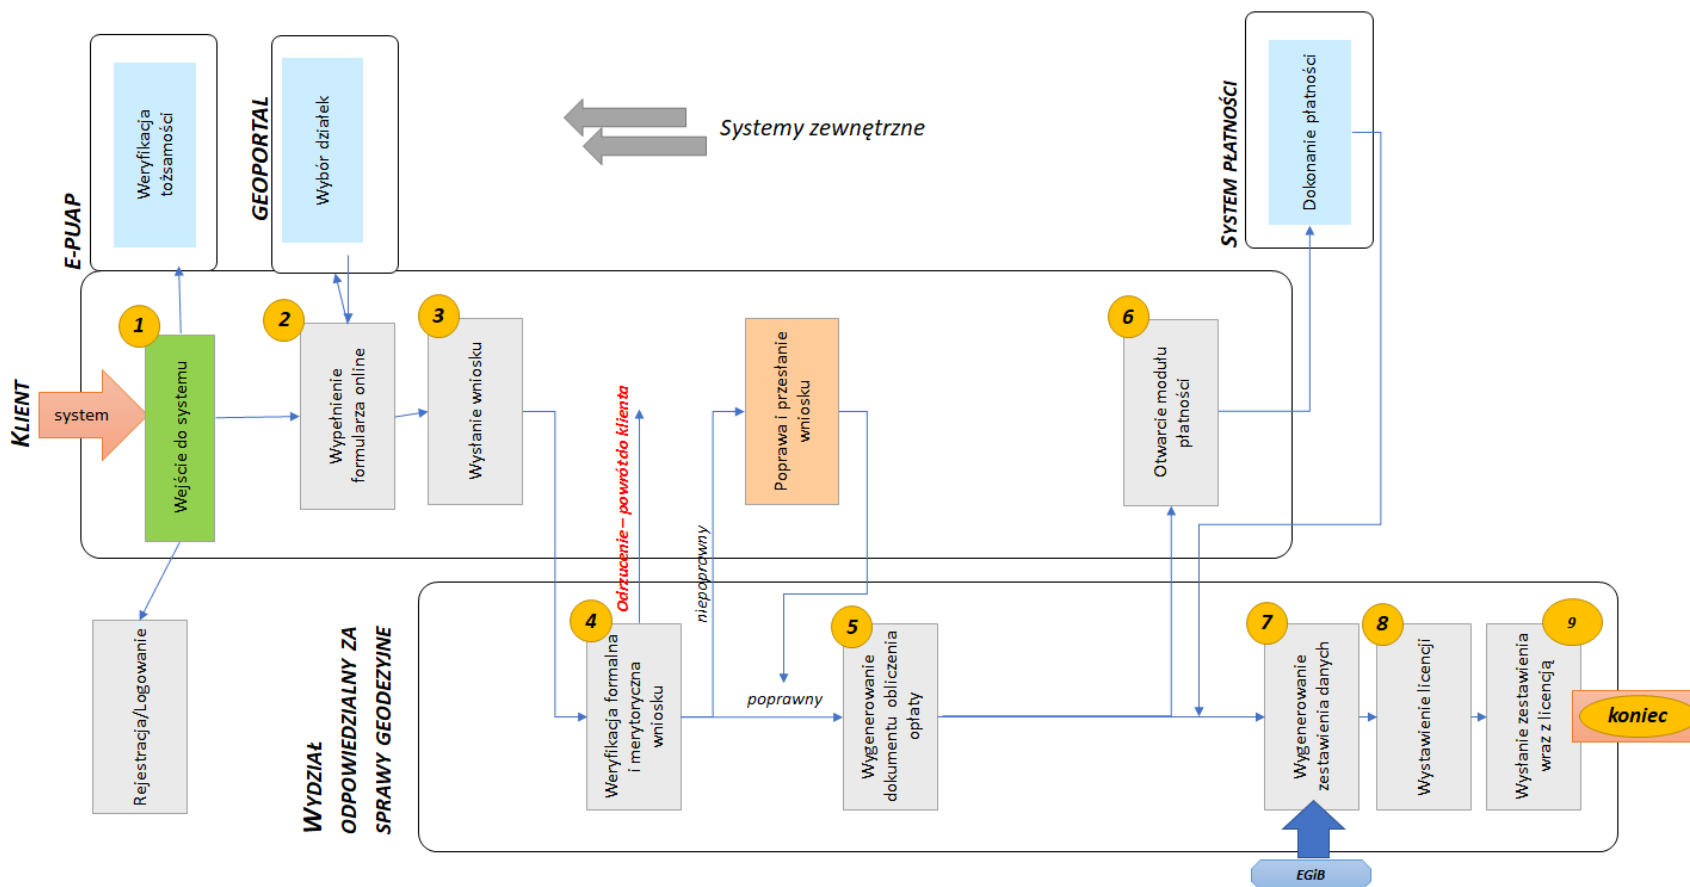 E-PUAP
Weryfikacja
tożsamości
GEOPORTAL
Wybór działek
Systemy zewnętrzne
SYSTEM PŁATNOŚCI
Dokonanie płatności
KLIENT
system
1
Wejście do systemu
2
Wypełnienie
formularza online
3
Wysłanie wniosku
Odrzucenie – powrót do klienta
niepoprawny
Poprawa i przesłanie
wniosku
6
Otwarcie modułu
płatności
Rejestracja/Logowanie
WYDZIAŁ
ODPOWIEDZIALNY ZA
SPRAWY GEODEZYJNE
4
Weryfikacja formalna
i merytoryczna
wniosku
poprawny
5
Wygenerowanie
dokumentu obliczenia
opłaty
7
Wygenerowanie
zestawienia danych
8
Wystawienie licencji
9
Wysłanie zestawienia
wraz z licencją
koniec
EGiB